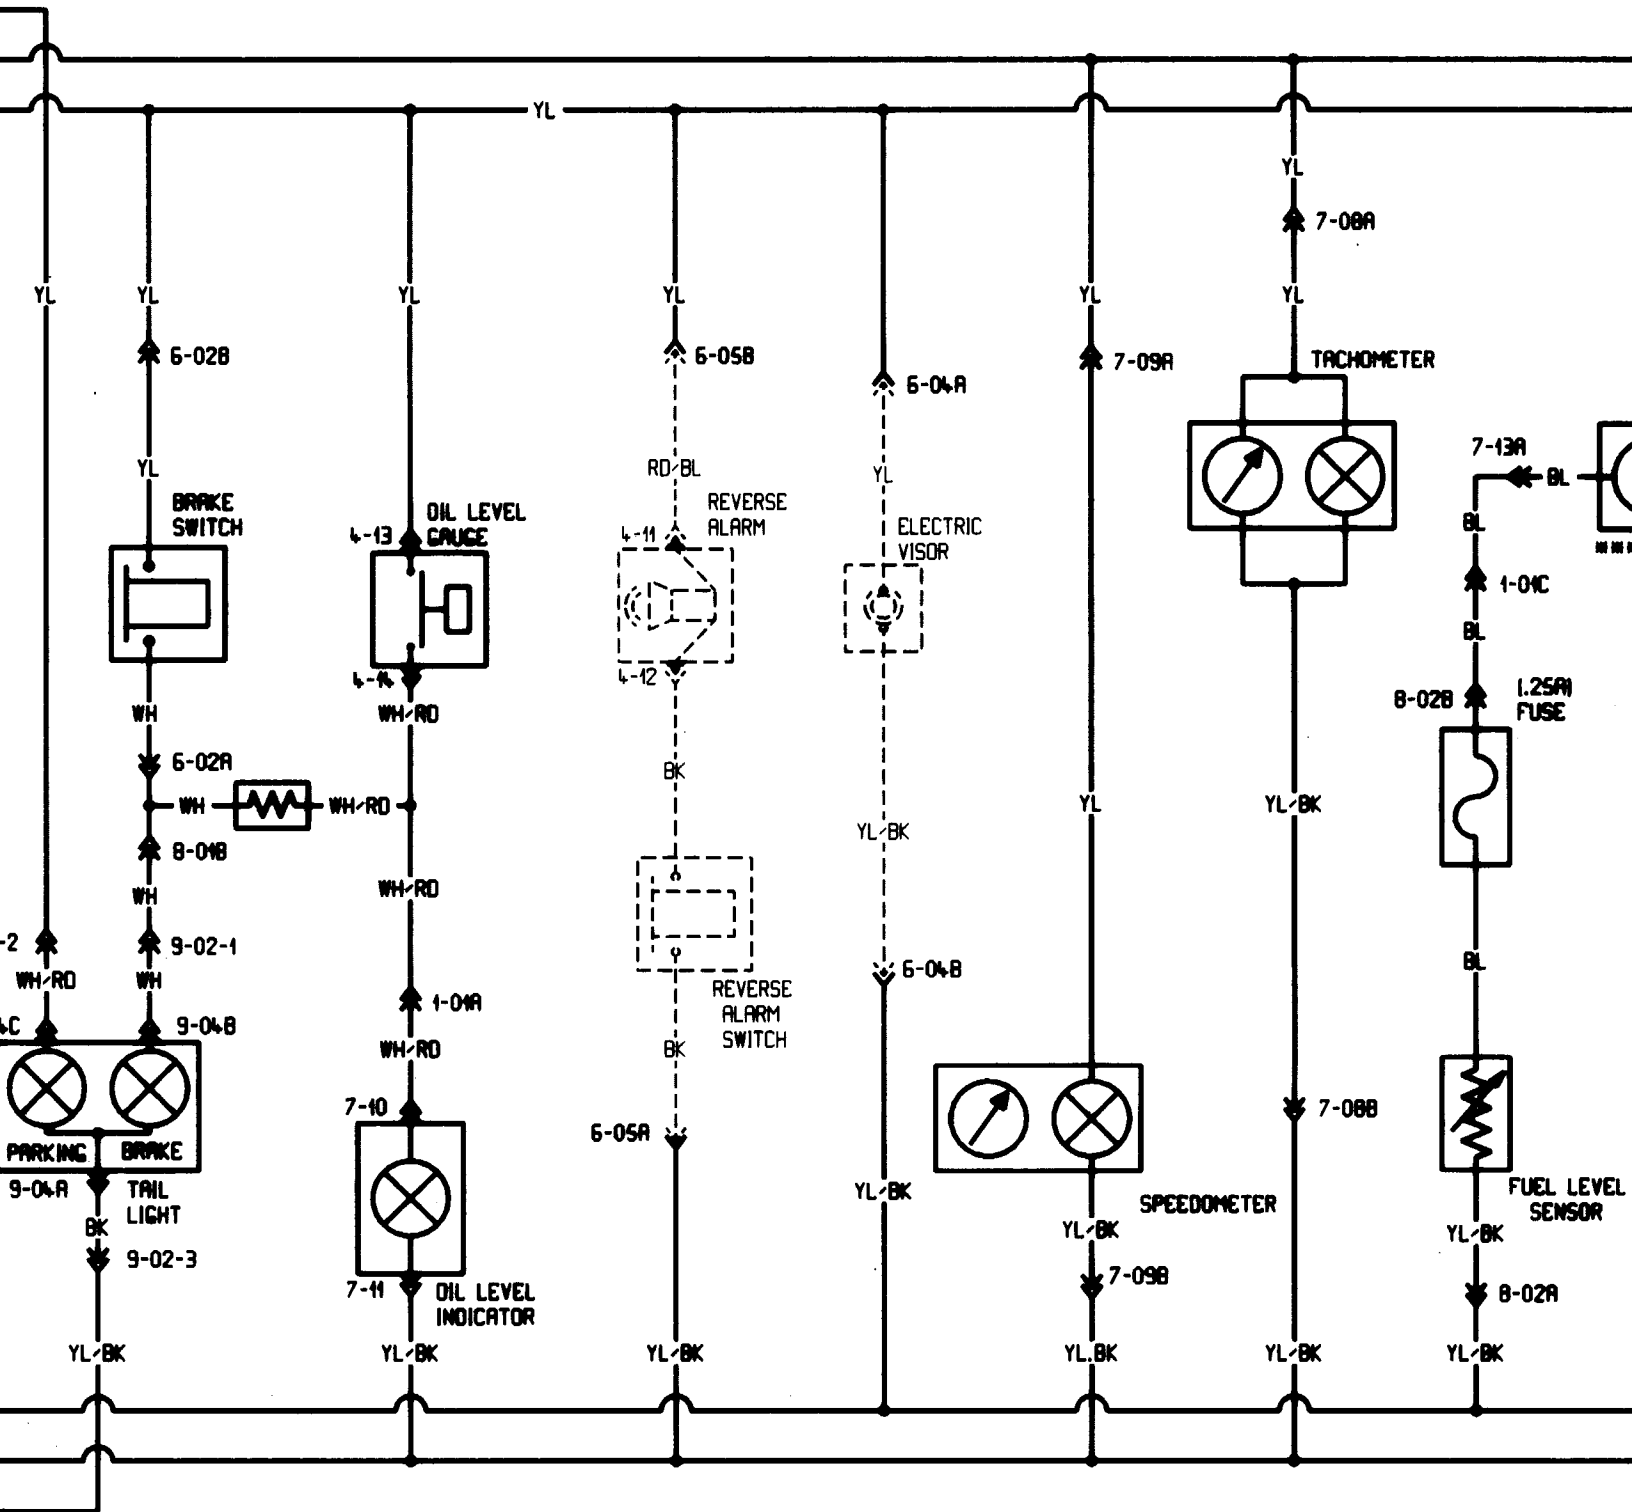 YL
YL
7-08A
YL
YL
YL
YL
YL
YL
6-02B
6-05B
7-09A
TACHOMETER
6-04A
YL
RD/BL
YL
7-13A
BL
BRAKE
SWITCH
OIL LEVEL
GAUGE
4-13
REVERSE
ALARM
4-11
ELECTRIC
VISOR
BL
1-01C
BL
4-14
4-12
8-02B
(.25A)
FUSE
WH
WH/RD
6-02A
BK
WH
WH/RD
YL
YL/BK
YL/BK
8-01B
WH
WH/RD
-2
9-02-1
BL
6-04B
WH/RD
WH
1-01A
REVERSE
ALARM
SWITCH
4C
9-04B
WH/RD
BK
7-10
7-08B
6-05A
PARKING
BRAKE
9-04A
TAIL
LIGHT
YL/BK
SPEEDOMETER
FUEL LEVEL
SENSOR
BK
YL/BK
YL/BK
9-02-3
7-11
OIL LEVEL
INDICATOR
7-09B
8-02A
YL/BK
YL/BK
YL/BK
YL.BK
YL/BK
YL/BK